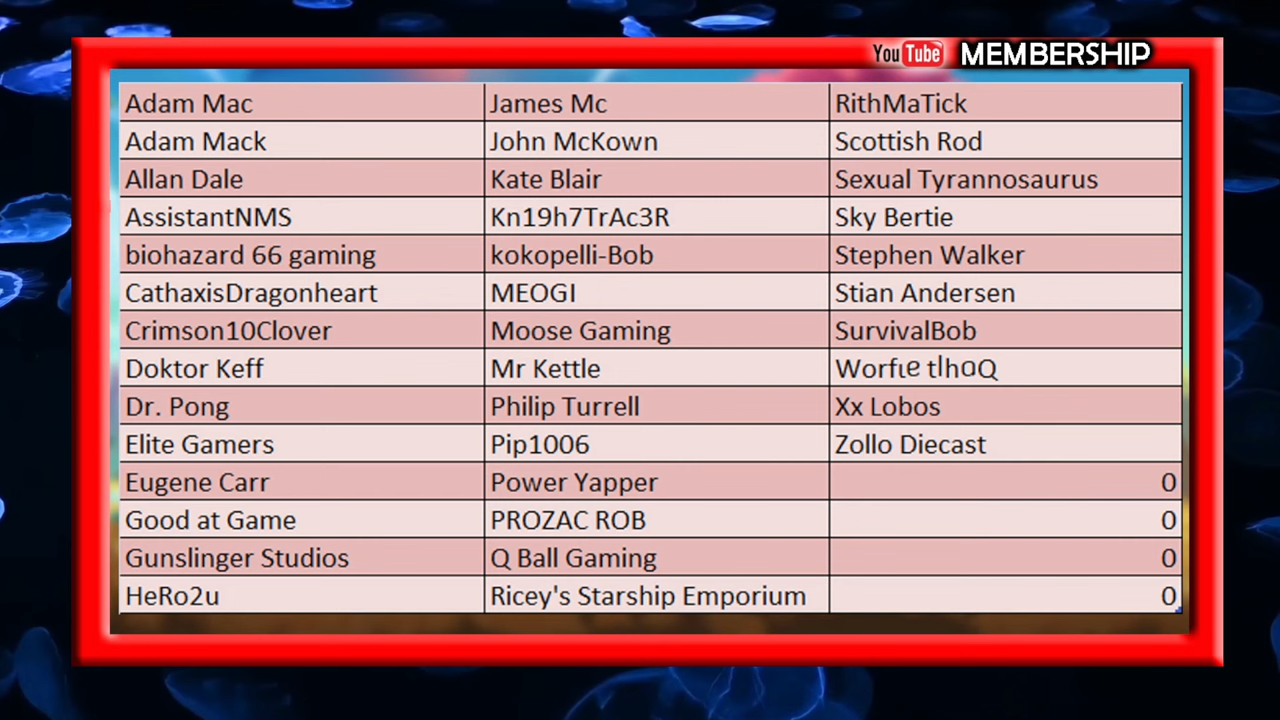 YouTube MEMBERSHIP
Adam Mac James Mc RithMaTick
Adam Mack John McKown Scottish Rod
Allan Dale Kate Blair Sexual Tyrannosaurus
AssistantNMS Kn19h7TrAc3R Sky Bertie
biohazard 66 gaming kokopelli-Bob Stephen Walker
CathaxisDragonheart MEOGI Stian Andersen
Crimson10Clover Moose Gaming SurvivalBob
Doktor Keff Mr Kettle Worfɩҽ tlhօQ
Dr. Pong Philip Turrell Xx Lobos
Elite Gamers Pip1006 Zollo Diecast
Eugene Carr Power Yapper 0
Good at Game PROZAC ROB 0
Gunslinger Studios Q Ball Gaming 0
HeRo2u Ricey's Starship Emporium 0